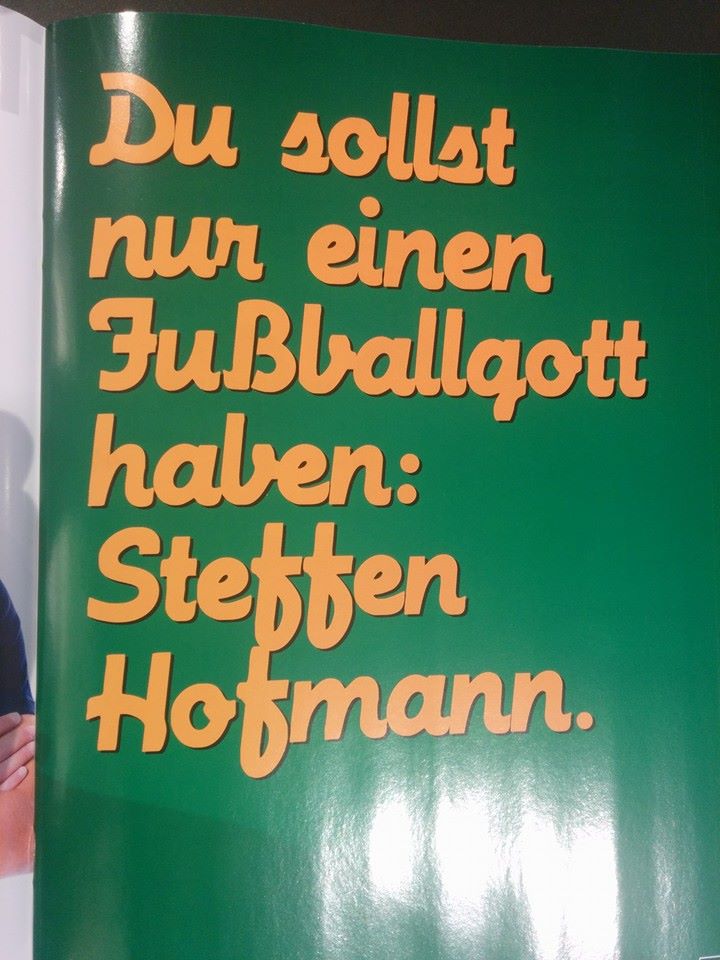 Du sollst
nur einen
Fußballgott
haben:
Steffen
Hofmann.